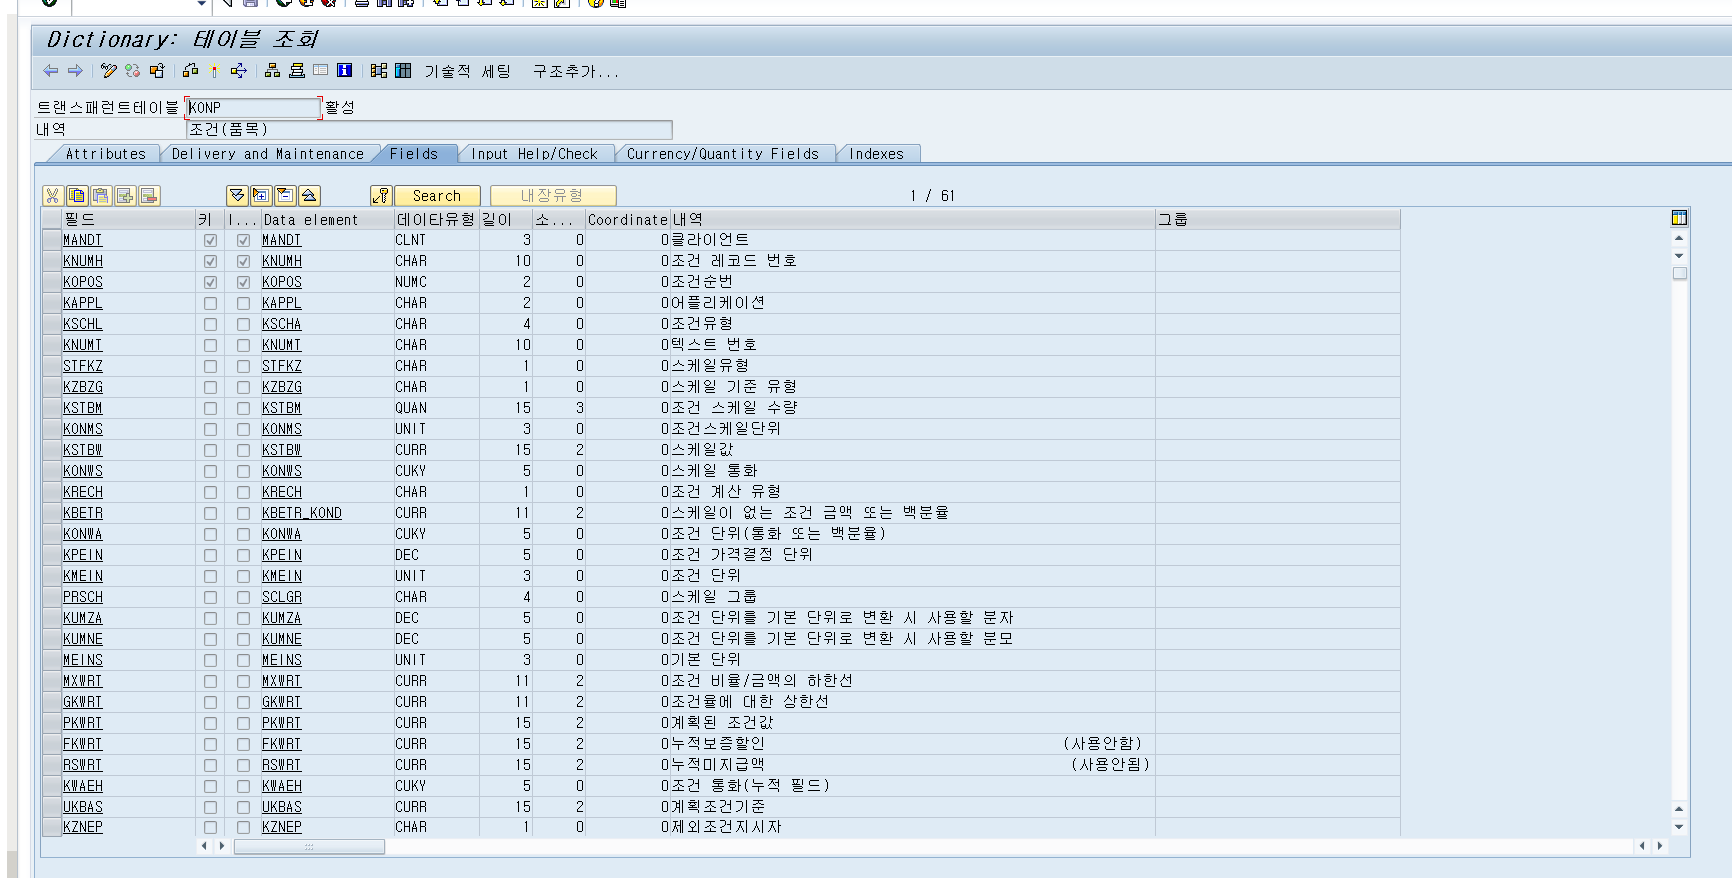 Dictionary: 테이블 조회
기술적 세팅 구조추가...
트랜스패런트테이블 KONP 활성
내역 조건(품목)
Attributes Delivery and Maintenance Fields Input Help/Check Currency/Quantity Fields Indexes
Search 내장유형 1 / 61
필드 키 I... Data element 데이타유형 길이 소... Coordinate 내역 그룹
MANDT MANDT CLNT 3 0 0 클라이언트
KNUMH KNUMH CHAR 10 0 0 조건 레코드 번호
KOPOS KOPOS NUMC 2 0 0 조건순번
KAPPL KAPPL CHAR 2 0 0 어플리케이션
KSCHL KSCHA CHAR 4 0 0 조건유형
KNUMT KNUMT CHAR 10 0 0 텍스트 번호
STFKZ STFKZ CHAR 1 0 0 스케일유형
KZBZG KZBZG CHAR 1 0 0 스케일 기준 유형
KSTBM KSTBM QUAN 15 3 0 조건 스케일 수량
KONMS KONMS UNIT 3 0 0 조건스케일단위
KSTBW KSTBW CURR 15 2 0 스케일값
KONWS KONWS CUKY 5 0 0 스케일 통화
KRECH KRECH CHAR 1 0 0 조건 계산 유형
KBETR KBETR_KOND CURR 11 2 0 스케일이 없는 조건 금액 또는 백분율
KONWA KONWA CUKY 5 0 0 조건 단위(통화 또는 백분율)
KPEIN KPEIN DEC 5 0 0 조건 가격결정 단위
KMEIN KMEIN UNIT 3 0 0 조건 단위
PRSCH SCLGR CHAR 4 0 0 스케일 그룹
KUMZA KUMZA DEC 5 0 0 조건 단위를 기본 단위로 변환 시 사용할 분자
KUMNE KUMNE DEC 5 0 0 조건 단위를 기본 단위로 변환 시 사용할 분모
MEINS MEINS UNIT 3 0 0 기본 단위
MXWRT MXWRT CURR 11 2 0 조건 비율/금액의 하한선
GKWRT GKWRT CURR 11 2 0 조건율에 대한 상한선
PKWRT PKWRT CURR 15 2 0 계획된 조건값
FKWRT FKWRT CURR 15 2 0 누적보증할인 (사용안함)
RSWRT RSWRT CURR 15 2 0 누적미지급액 (사용안됨)
KWAEH KWAEH CUKY 5 0 0 조건 통화(누적 필드)
UKBAS UKBAS CURR 15 2 0 계획조건기준
KZNEP KZNEP CHAR 1 0 0 제외조건지시자